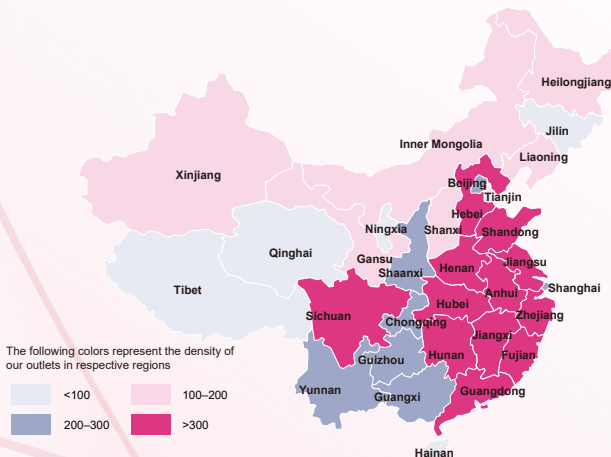 Heilongjiang
Jilin
Inner Mongolia
Liaoning
Xinjiang
Beijing
Tianjin
Hebei
Ningxia
Shanxi
Shandong
Qinghai
Gansu
Shaanxi
Henan
Jiangsu
Tibet
Anhui
Shanghai
Hubei
Sichuan
Chongqing
Zhejiang
Jiangxi
The following colors represent the density of
our outlets in respective regions
Guizhou
Hunan
Fujian
Yunnan
Guangxi
Guangdong
<100
100–200
200–300
>300
Hainan